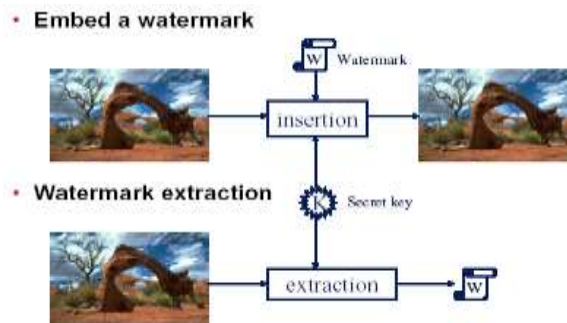 • Embed a watermark
W Watermark
insertion
• Watermark extraction
K Secret key
extraction
W